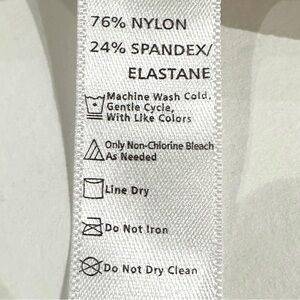 76% NYLON
24% SPANDEX/
ELASTANE
Machine Wash Cold,
Gentle Cycle,
With Like Colors
Only Non-Chlorine Bleach
As Needed
Line Dry
Do Not Iron
Do Not Dry Clean